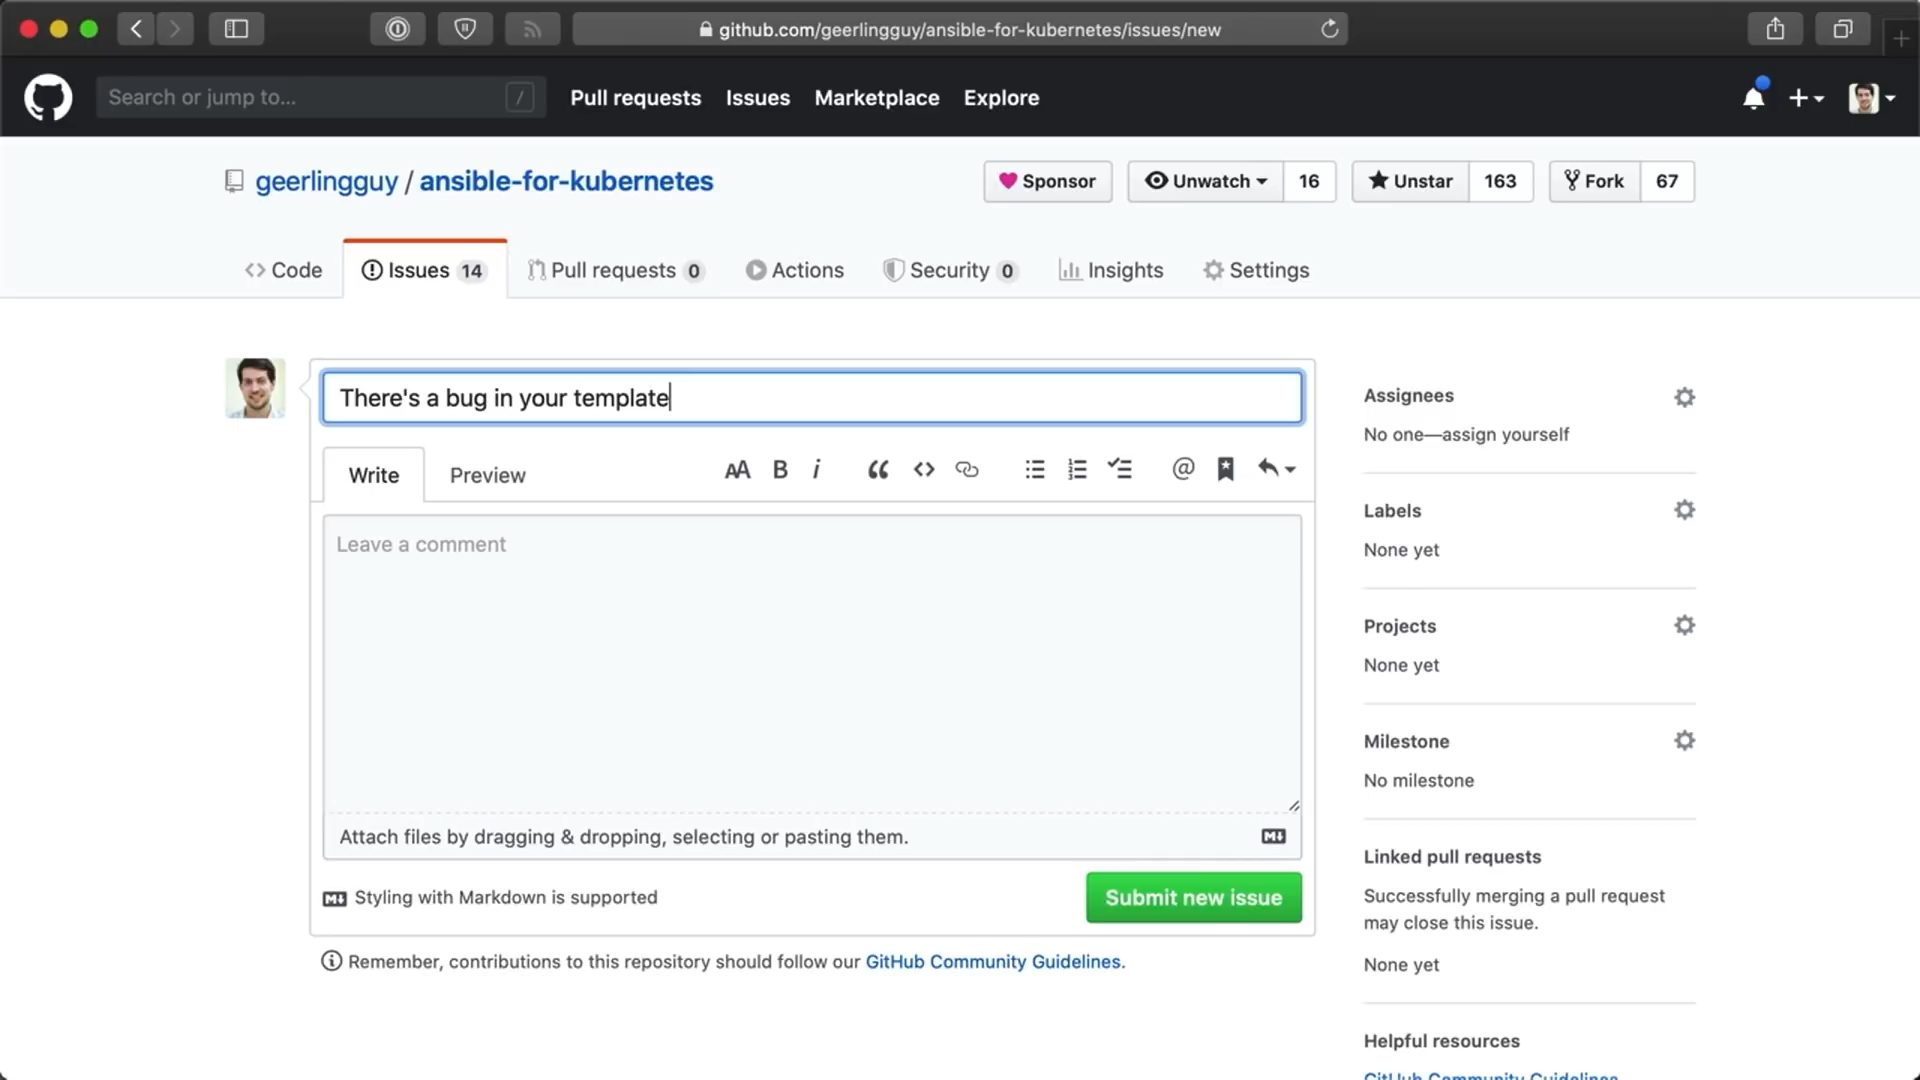 github.com/geerlingguy/ansible-for-kubernetes/issues/new
Search or jump to... /
Pull requests Issues Marketplace Explore
geerlingguy / ansible-for-kubernetes
Sponsor Unwatch 16 Unstar 163 Fork 67
Code Issues 14 Pull requests 0 Actions Security 0 Insights Settings
There's a bug in your template
Write Preview
Leave a comment
Attach files by dragging & dropping, selecting or pasting them.
Styling with Markdown is supported
Submit new issue
Remember, contributions to this repository should follow our GitHub Community Guidelines.
Assignees
No one—assign yourself
Labels
None yet
Projects
None yet
Milestone
No milestone
Linked pull requests
Successfully merging a pull request
may close this issue.
None yet
Helpful resources
GitHub Community Guidelines